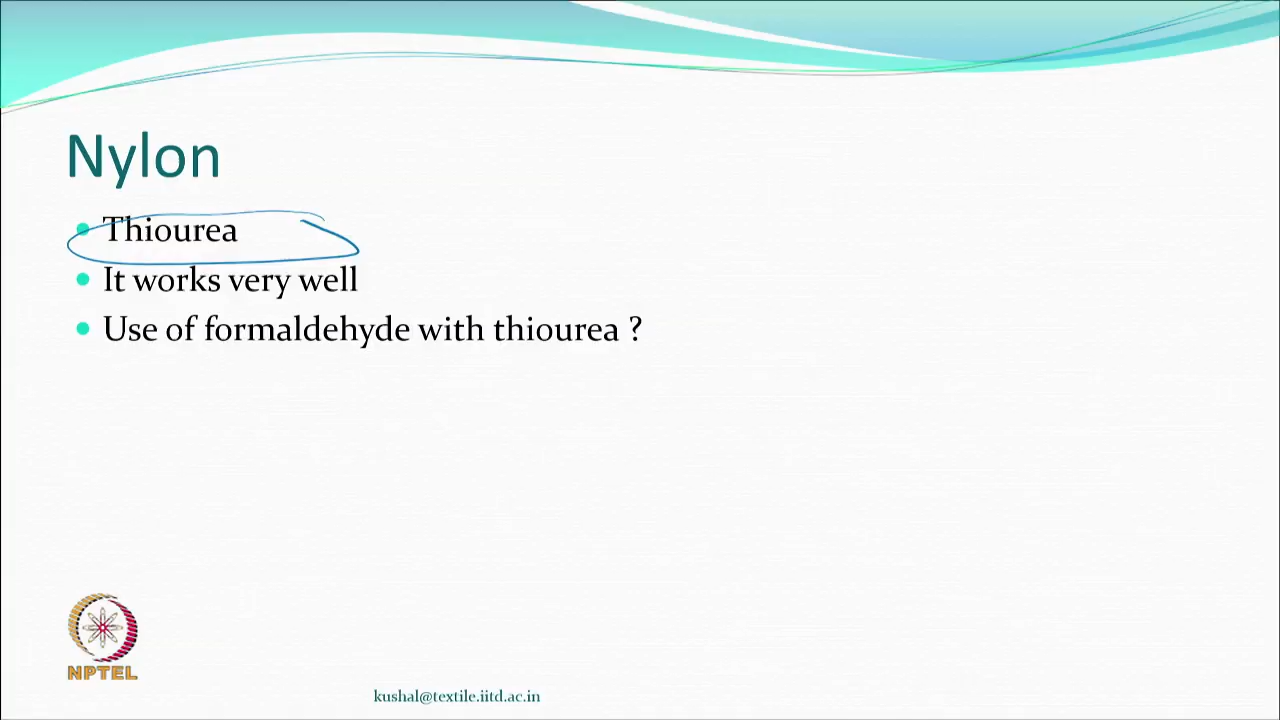 Nylon
Thiourea
It works very well
Use of formaldehyde with thiourea ?
NPTEL
kushal@textile.iitd.ac.in